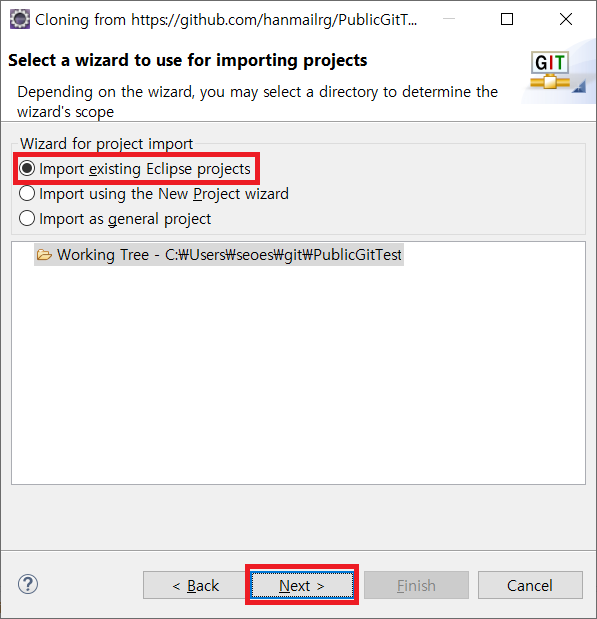 Cloning from https://github.com/hanmailrg/PublicGitT...
Select a wizard to use for importing projects
GIT
Depending on the wizard, you may select a directory to determine the
wizard's scope
Wizard for project import
Import existing Eclipse projects
Import using the New Project wizard
Import as general project
Working Tree - C:₩Users₩seoes₩git₩PublicGitTest
?
< Back
Next >
Finish
Cancel